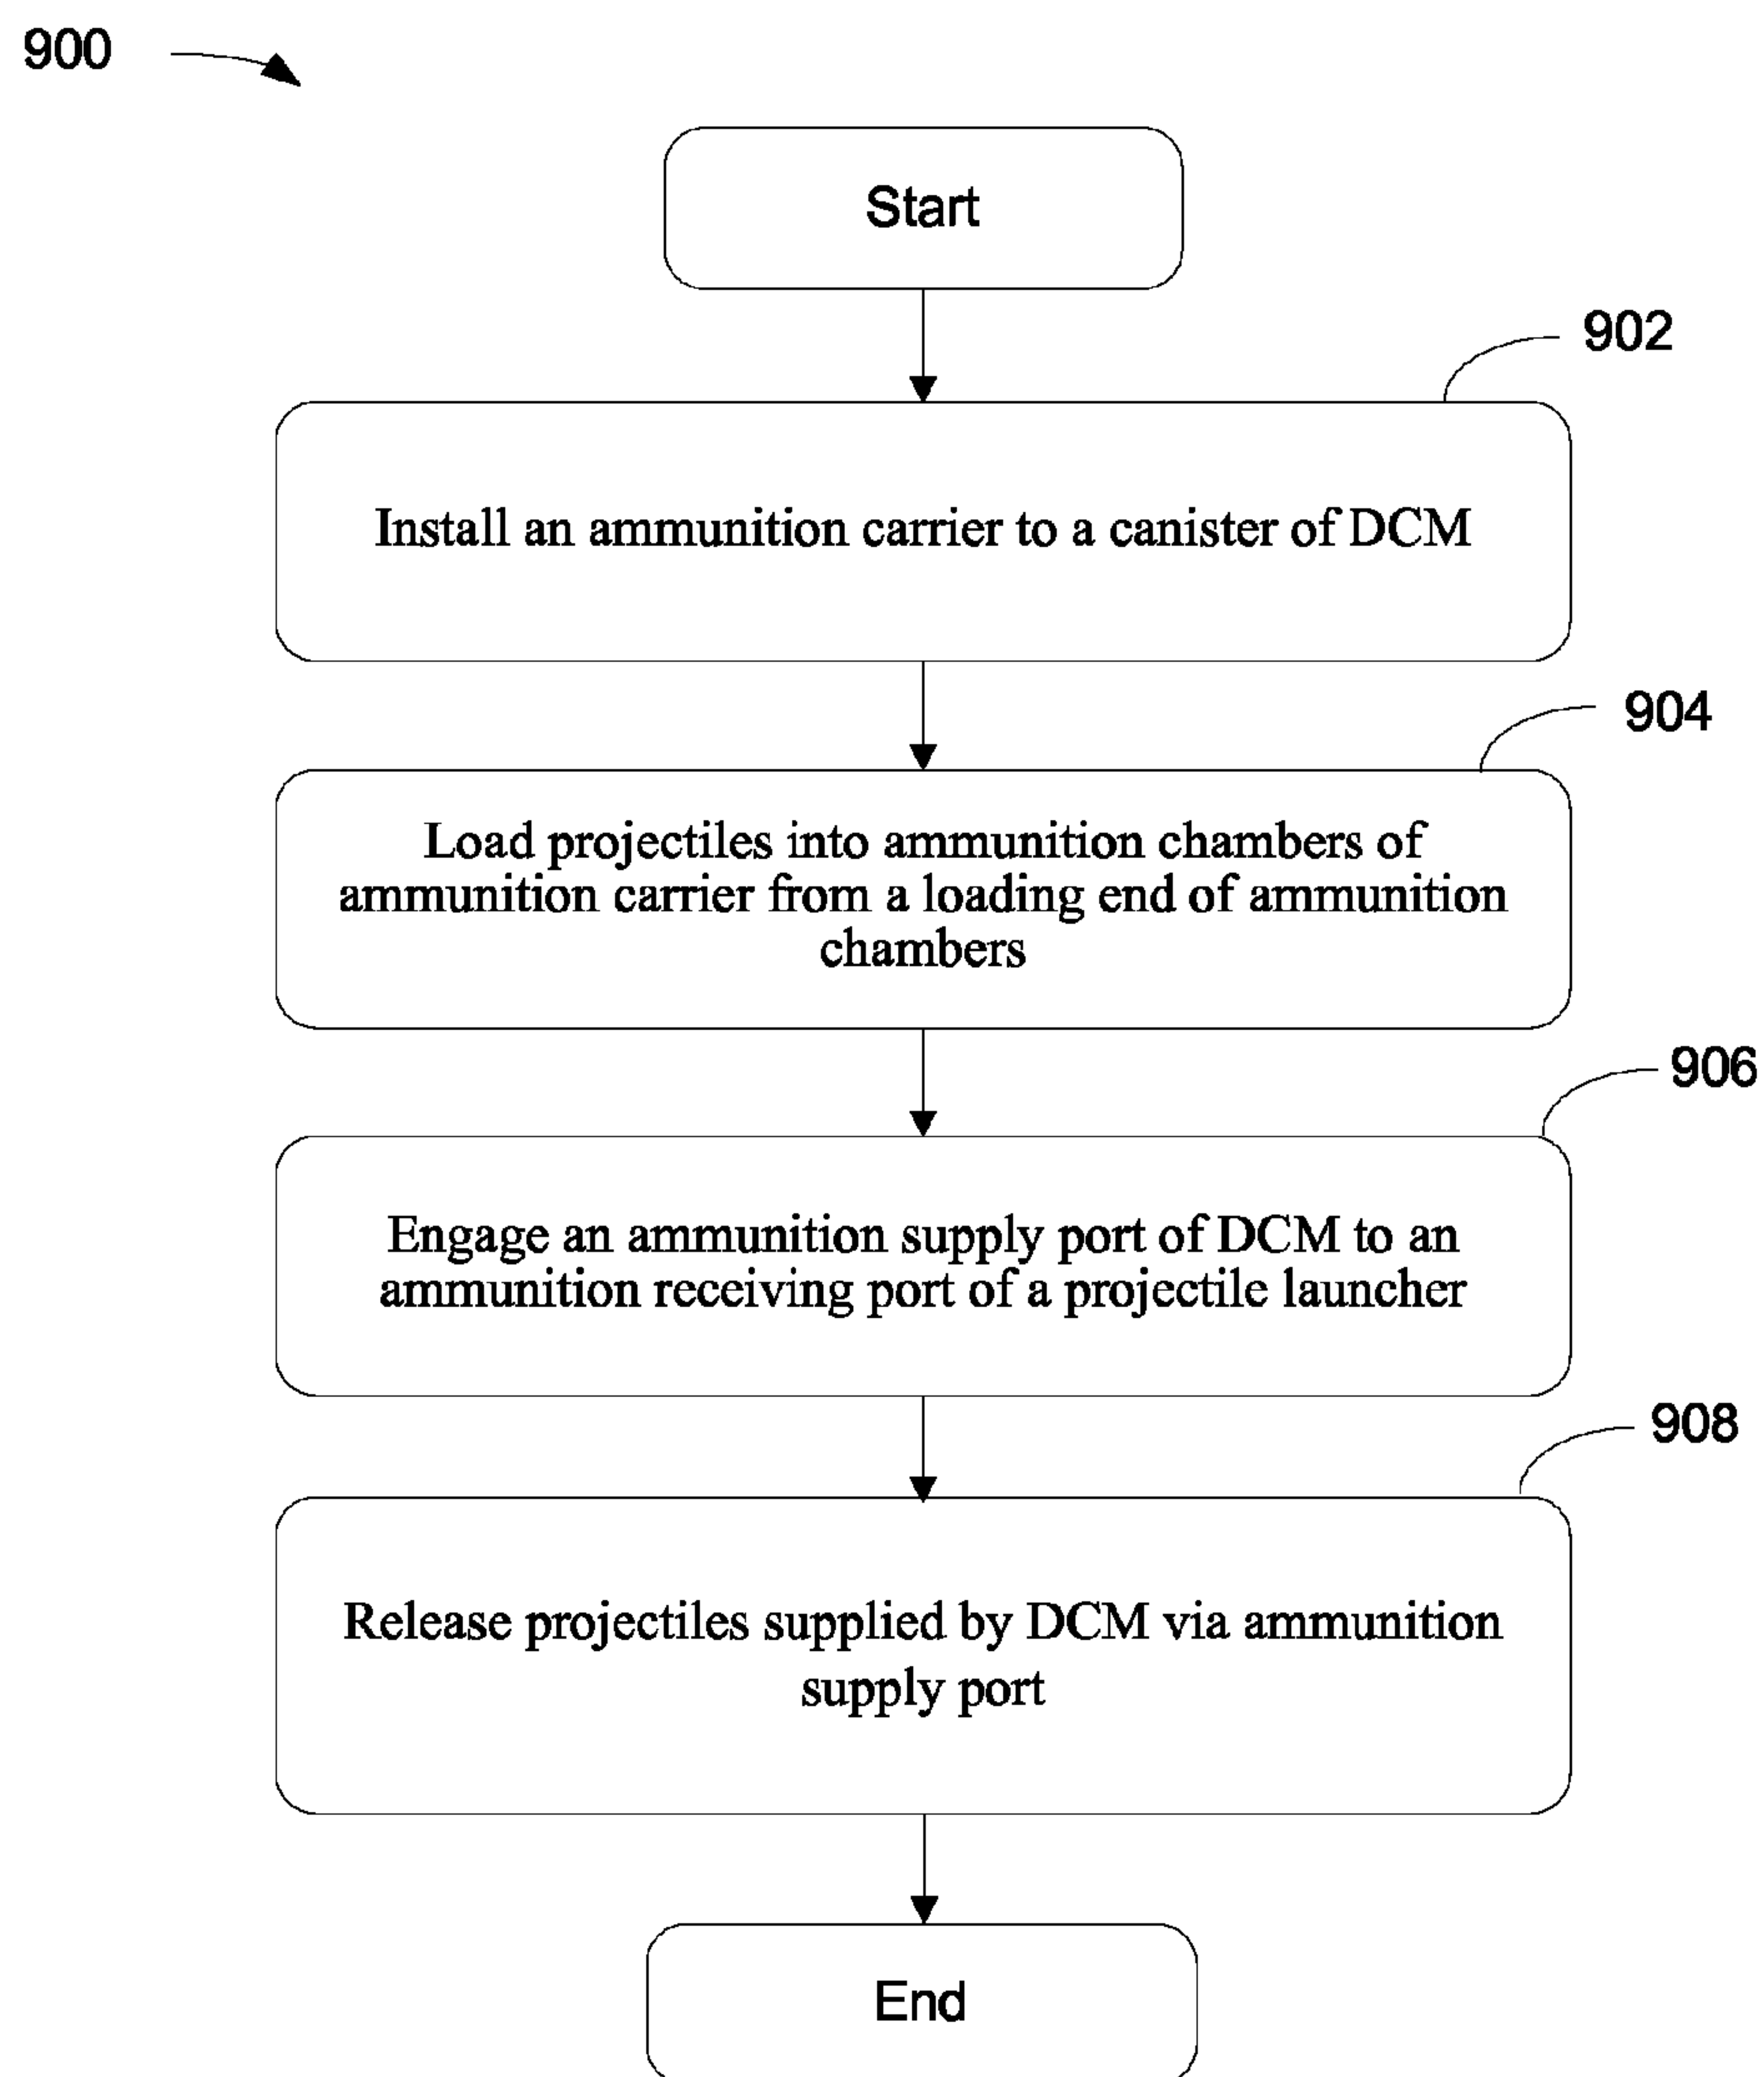 900
Start
902
Install an ammunition carrier to a canister of DCM
904
Load projectiles into ammunition chambers of
ammunition carrier from a loading end of ammunition
chambers
906
Engage an ammunition supply port of DCM to an
ammunition receiving port of a projectile launcher
908
Release projectiles supplied by DCM via ammunition
supply port
End